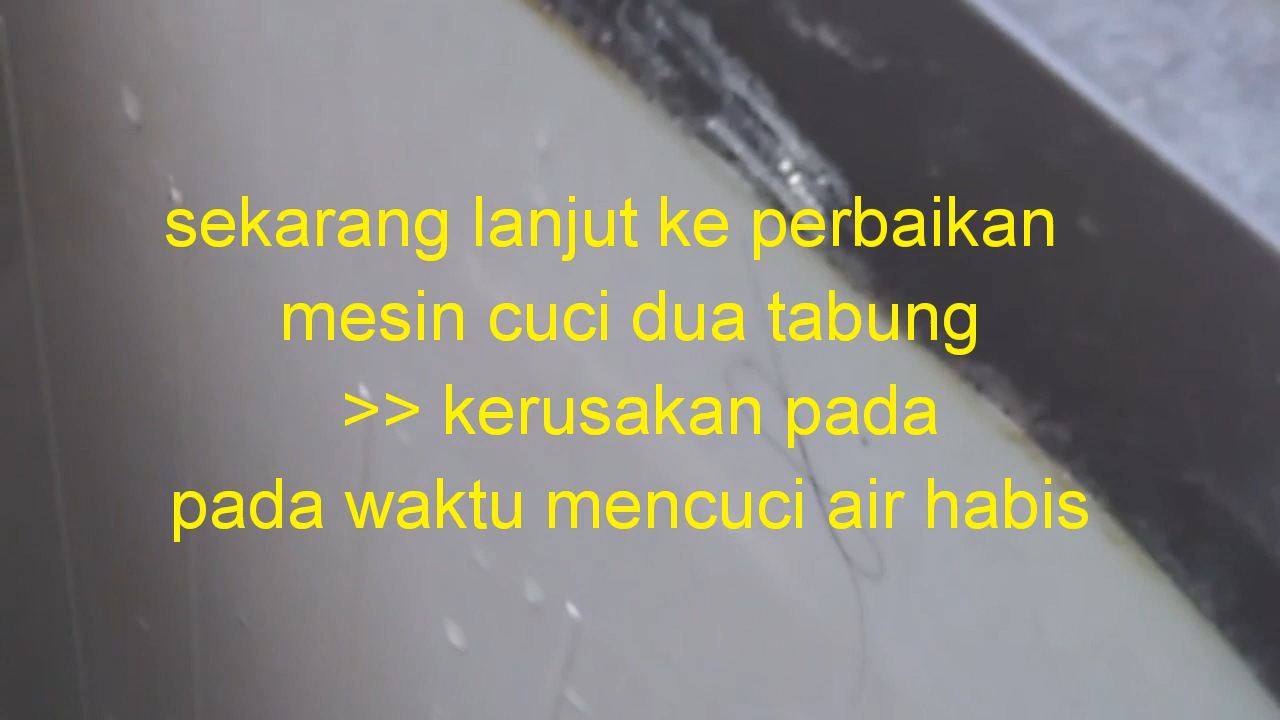 sekarang lanjut ke perbaikan
mesin cuci dua tabung
>> kerusakan pada
pada waktu mencuci air habis